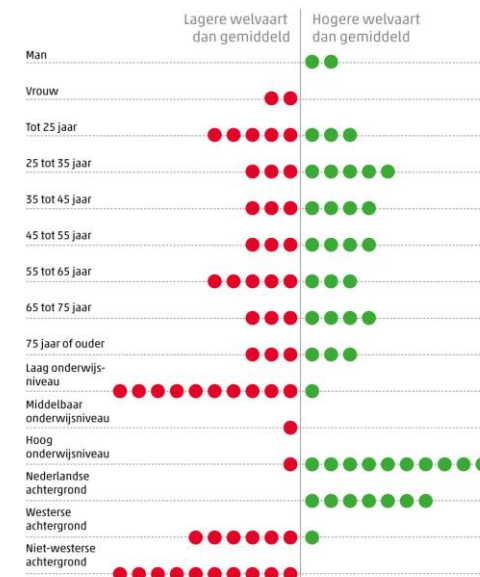 Lagere welvaart
dan gemiddeld
Hogere welvaart
dan gemiddeld
Man
Vrouw
Tot 25 jaar
25 tot 35 jaar
35 tot 45 jaar
45 tot 55 jaar
55 tot 65 jaar
65 tot 75 jaar
75 jaar of ouder
Laag onderwijs-
niveau
Middelbaar
onderwijsniveau
Hoog
onderwijsniveau
Nederlandse
achtergrond
Westerse
achtergrond
Niet-westerse
achtergrond